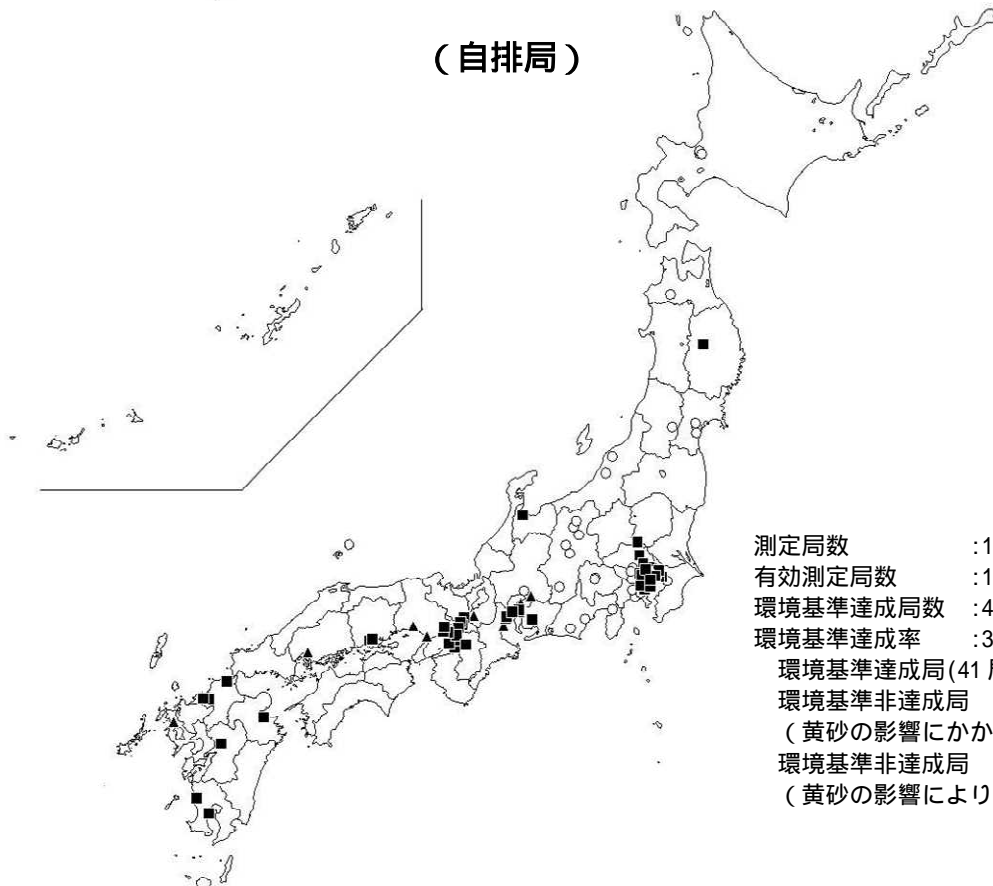 （自排局）
測定局数 :1
有効測定局数 :1
環境基準達成局数 :4
環境基準達成率 :3
環境基準達成局(41
環境基準非達成局
（黄砂の影響にかか
環境基準非達成局
（黄砂の影響により